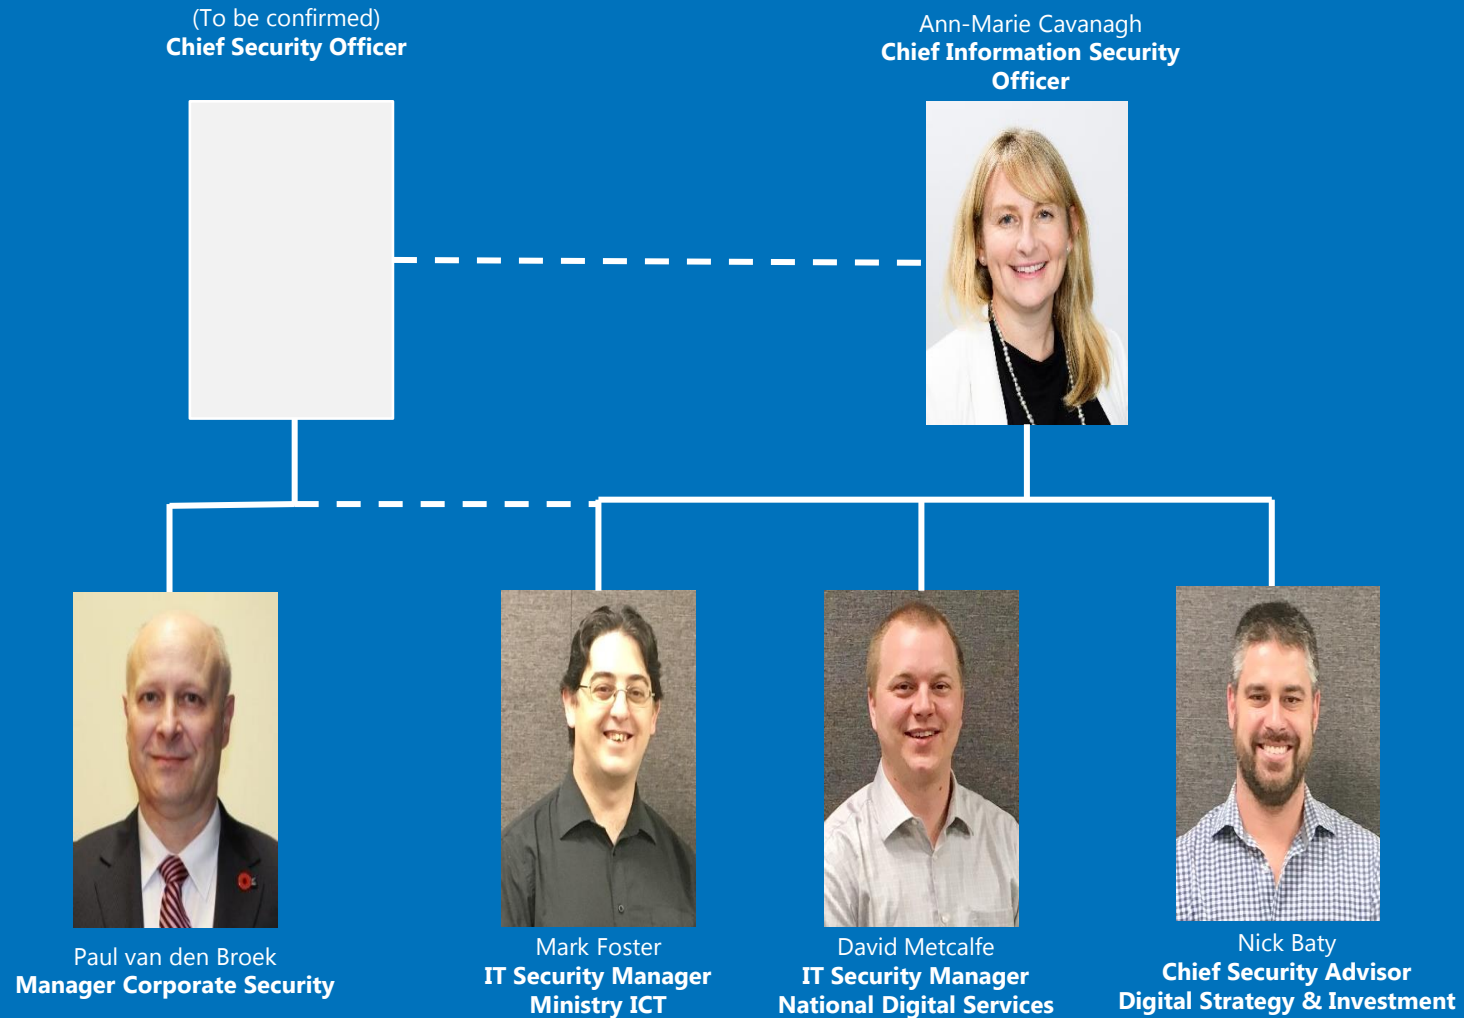 (To be confirmed)
Chief Security Officer
Ann-Marie Cavanagh
Chief Information Security
Officer
Paul van den Broek
Manager Corporate Security
Mark Foster
IT Security Manager
Ministry ICT
David Metcalfe
IT Security Manager
National Digital Services
Nick Baty
Chief Security Advisor
Digital Strategy & Investment